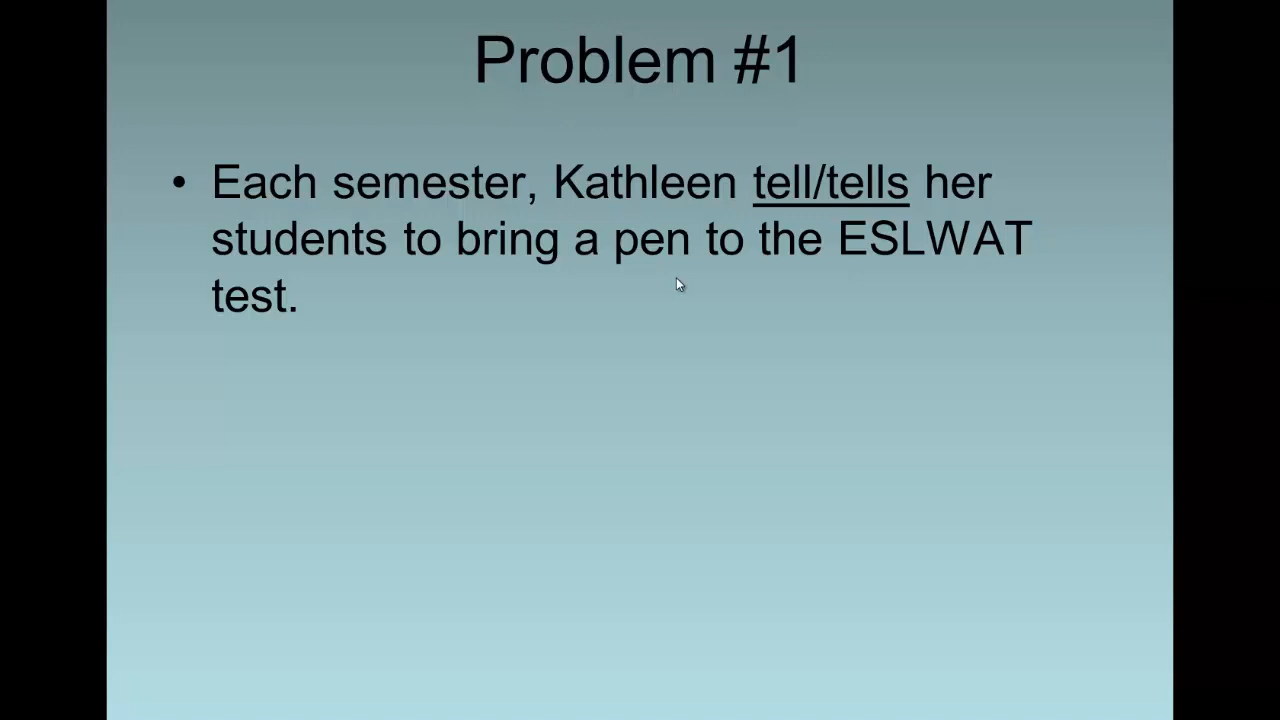 Problem #1
• Each semester, Kathleen tell/tells her
students to bring a pen to the ESLWAT
test.